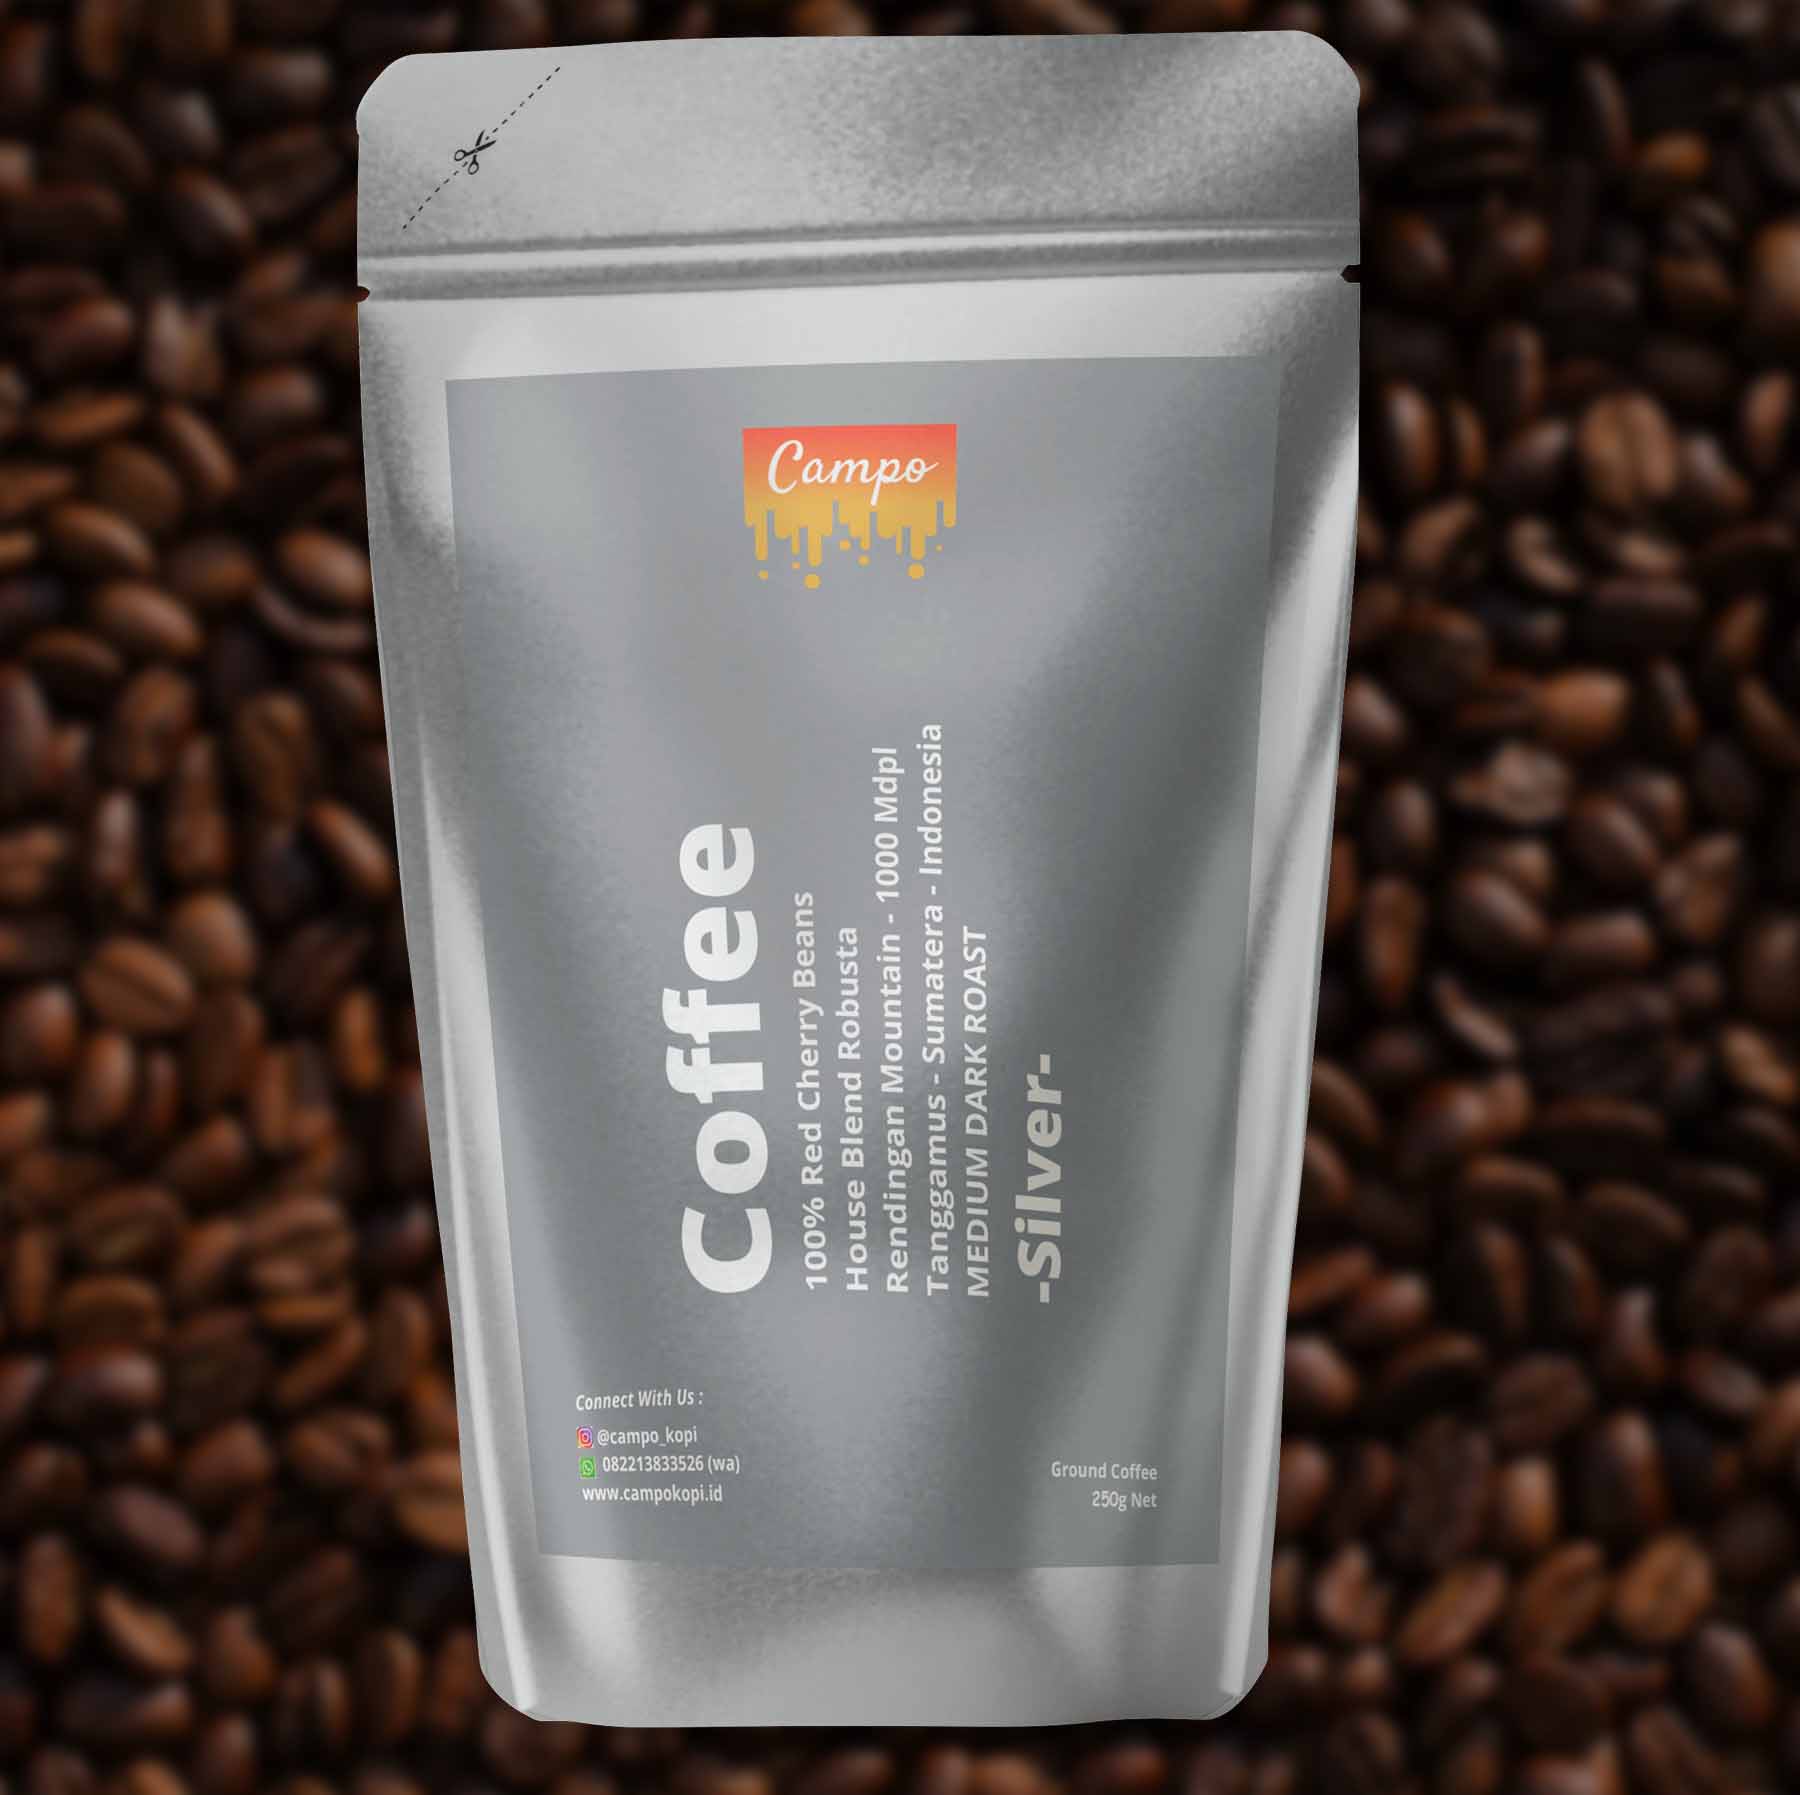 Campo
Coffee
100% Red Cherry Beans
House Blend Robusta
Rendingan Mountain - 1000 Mdpl
Tanggamus - Sumatera - Indonesia
MEDIUM DARK ROAST
-Silver-
Connect With Us :
@campo_kopi
082213833526 (wa)
www.campokopi.id
Ground Coffee
250g Net